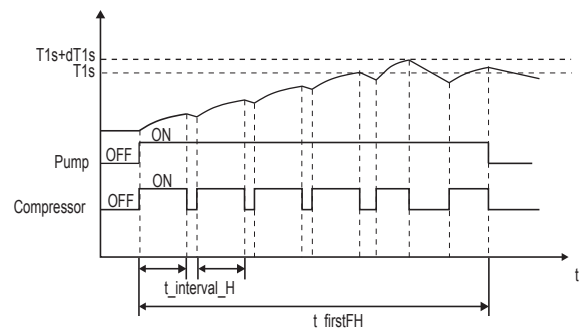 T1s+dT1s
T1s
ON
OFF
Pump
ON
OFF
Compressor
t
t_interval_H
t_firstFH